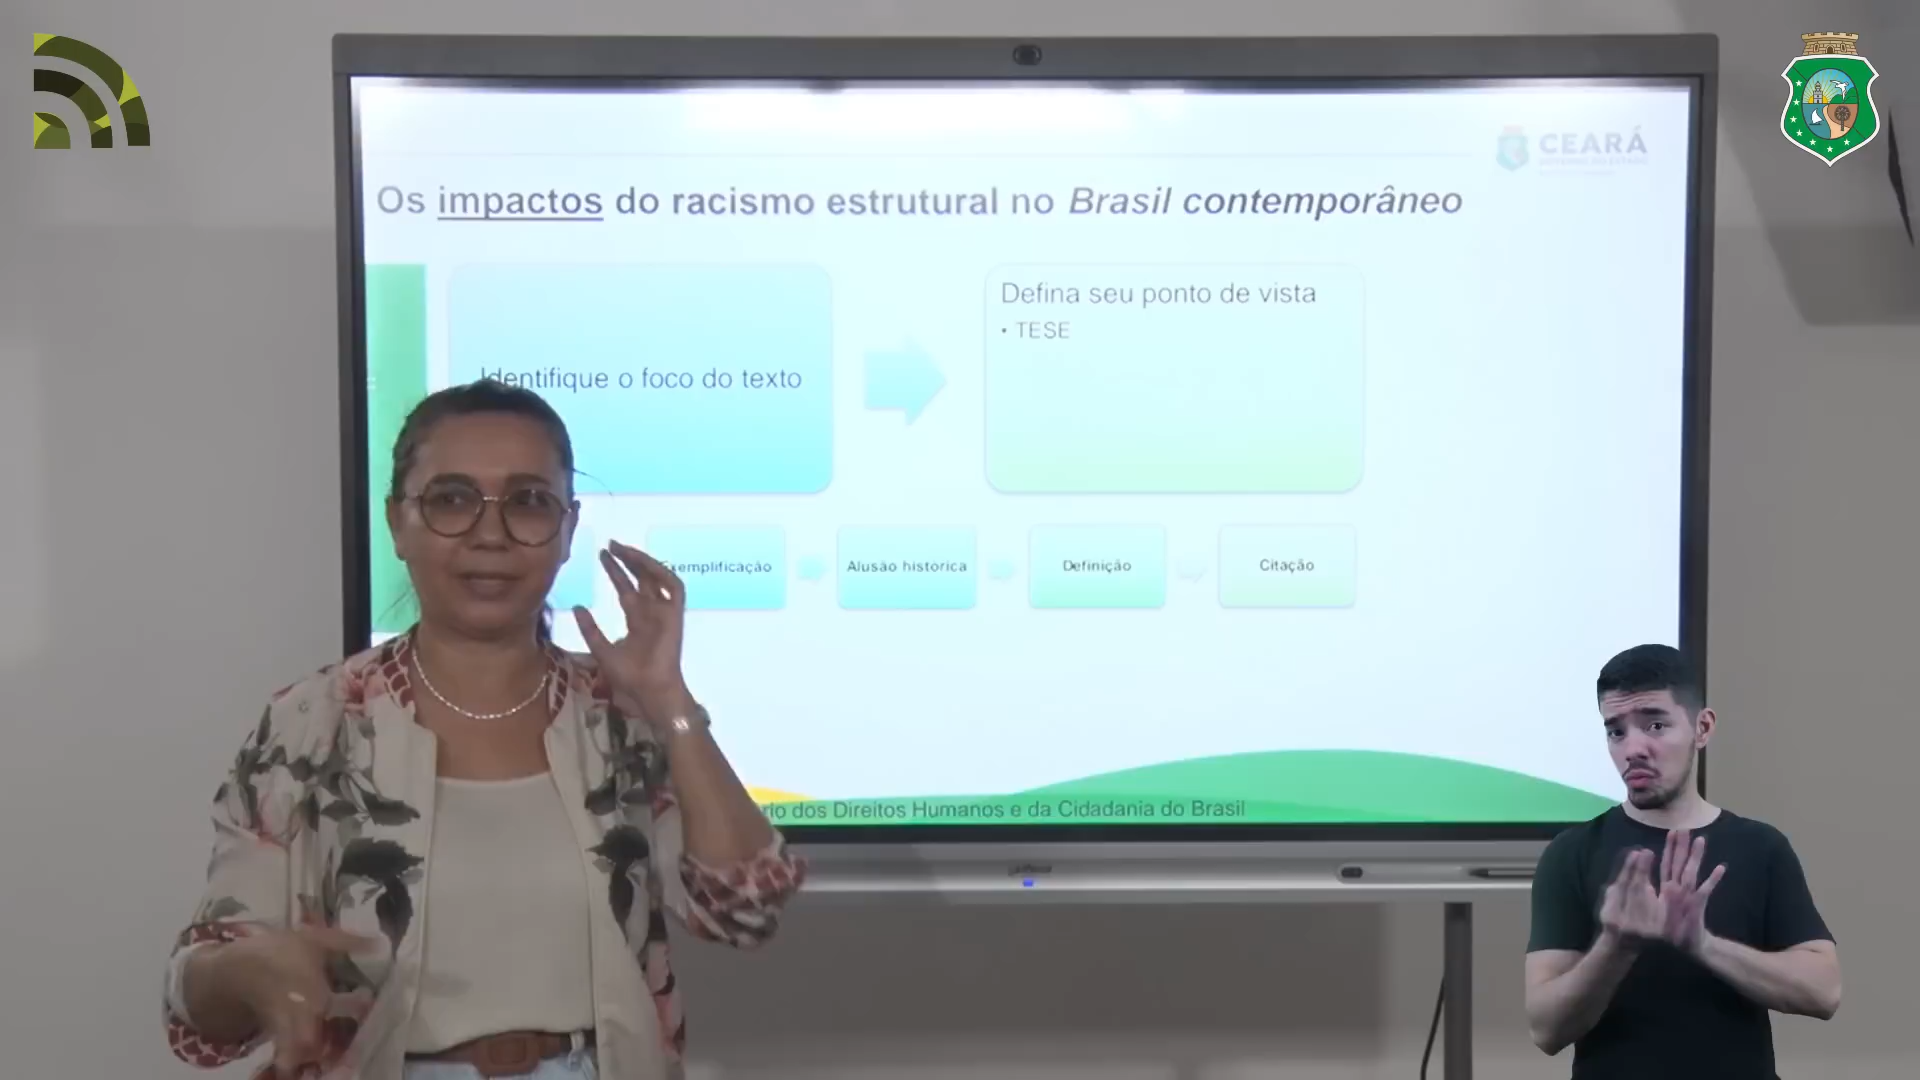 CEARÁ
Os impactos do racismo estrutural no Brasil contemporâneo
Defina seu ponto de vista
• TESE
Identifique o foco do texto
Exemplificação
Alusão histórica
Definição
Citação
dos Direitos Humanos e da Cidadania do Brasil